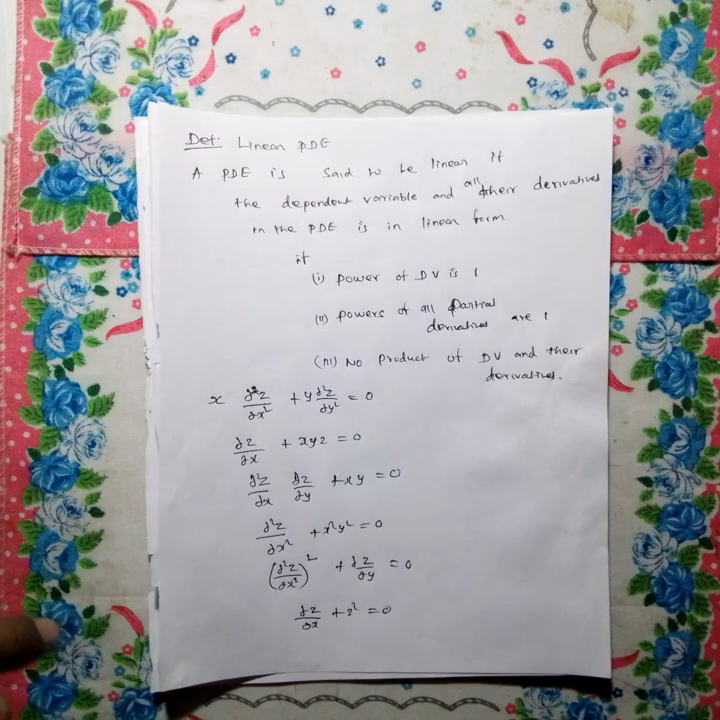 Def: Linear PDE
A PDE is said to be linear if
the dependent variable and all their derivatives
in the PDE is in linear form
if
(i) power of DV is 1
(ii) powers of all partial
derivatives are 1
(iii) No product of DV and their
derivatives.
x ∂²z/∂x² + y ∂²z/∂y² = 0
∂z/∂x + xyz = 0
∂²z/∂x ∂z/∂y + xy = 0
∂²z/∂x² + x²y² = 0
(∂²z/∂x²)² + ∂z/∂y = 0
∂z/∂x + z² = 0